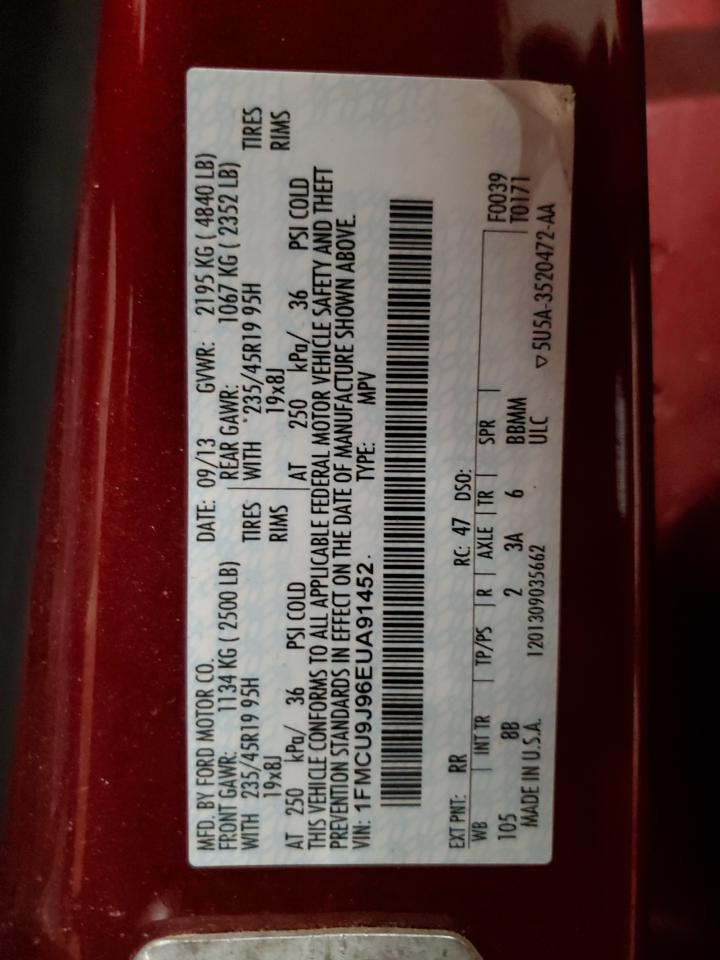 MFD. BY FORD MOTOR CO. DATE: 09/13 GVWR: 2195 KG ( 4840 LB)
FRONT GAWR: 1134 KG ( 2500 LB) REAR GAWR: 1067 KG ( 2352 LB)
WITH 235/45R19 95H TIRES WITH 235/45R19 95H TIRES
19x8J RIMS 19x8J RIMS
AT 250 kPa/ 36 PSI COLD AT 250 kPa/ 36 PSI COLD
THIS VEHICLE CONFORMS TO ALL APPLICABLE FEDERAL MOTOR VEHICLE SAFETY AND THEFT
PREVENTION STANDARDS IN EFFECT ON THE DATE OF MANUFACTURE SHOWN ABOVE.
VIN: 1FMCU9J96EUA91452 TYPE: MPV
EXT PNT: RR RC: 47 DSO:
WB INT TR TP/PS R AXLE TR SPR F0039
105 8B 2 3A 6 BBMM T0171
MADE IN U.S.A. 1201309035662 ULC ▽5U5A-3520472-AA